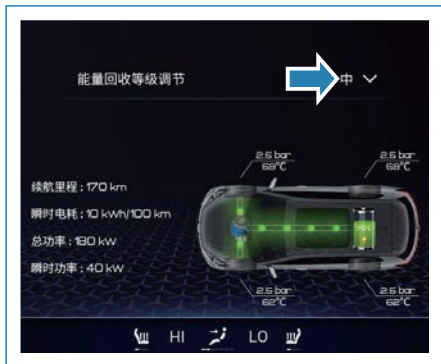 能量回收等级调节 中
2.6 bar 2.6 bar
69℃ 69℃
续航里程：170 km
瞬时电耗：10 kWh/100 km
总功率：180 kW
瞬时功率：40 kW
2.6 bar 2.6 bar
62℃ 62℃
HI LO